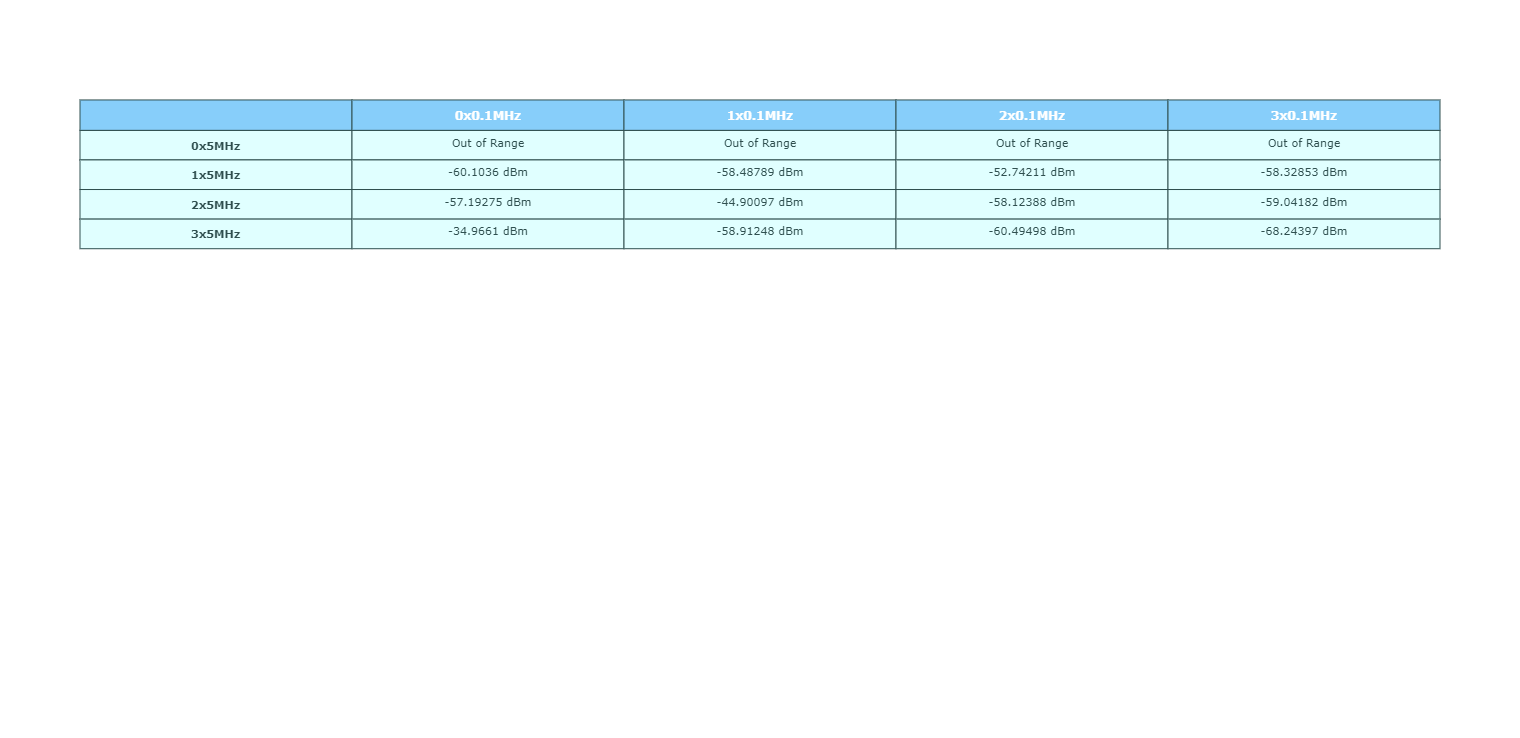 0x0.1MHz 1x0.1MHz 2x0.1MHz 3x0.1MHz
0x5MHz Out of Range Out of Range Out of Range Out of Range
1x5MHz -60.1036 dBm -58.48789 dBm -52.74211 dBm -58.32853 dBm
2x5MHz -57.19275 dBm -44.90097 dBm -58.12388 dBm -59.04182 dBm
3x5MHz -34.9661 dBm -58.91248 dBm -60.49498 dBm -68.24397 dBm